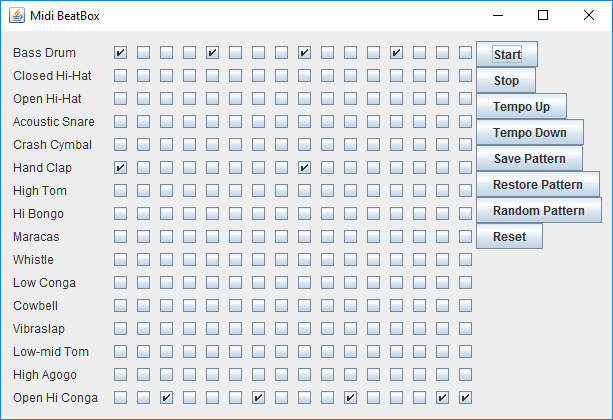 Midi BeatBox
Bass Drum
Start
Closed Hi-Hat
Stop
Open Hi-Hat
Tempo Up
Acoustic Snare
Tempo Down
Crash Cymbal
Save Pattern
Hand Clap
Restore Pattern
High Tom
Random Pattern
Hi Bongo
Reset
Maracas
Whistle
Low Conga
Cowbell
Vibraslap
Low-mid Tom
High Agogo
Open Hi Conga